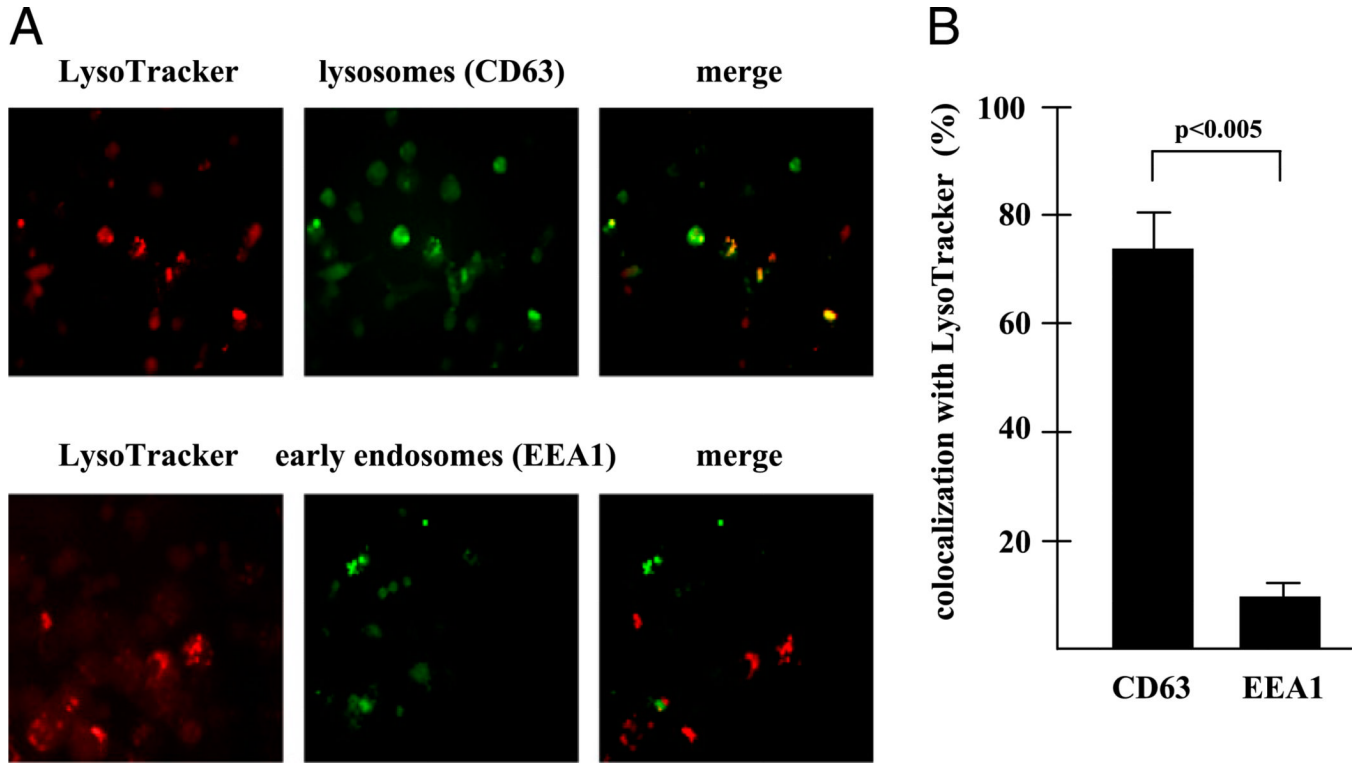 A
LysoTracker
lysosomes (CD63)
merge
LysoTracker
early endosomes (EEA1)
merge
B
colocalization with LysoTracker (%)
100
80
60
40
20
p<0.005
CD63
EEA1